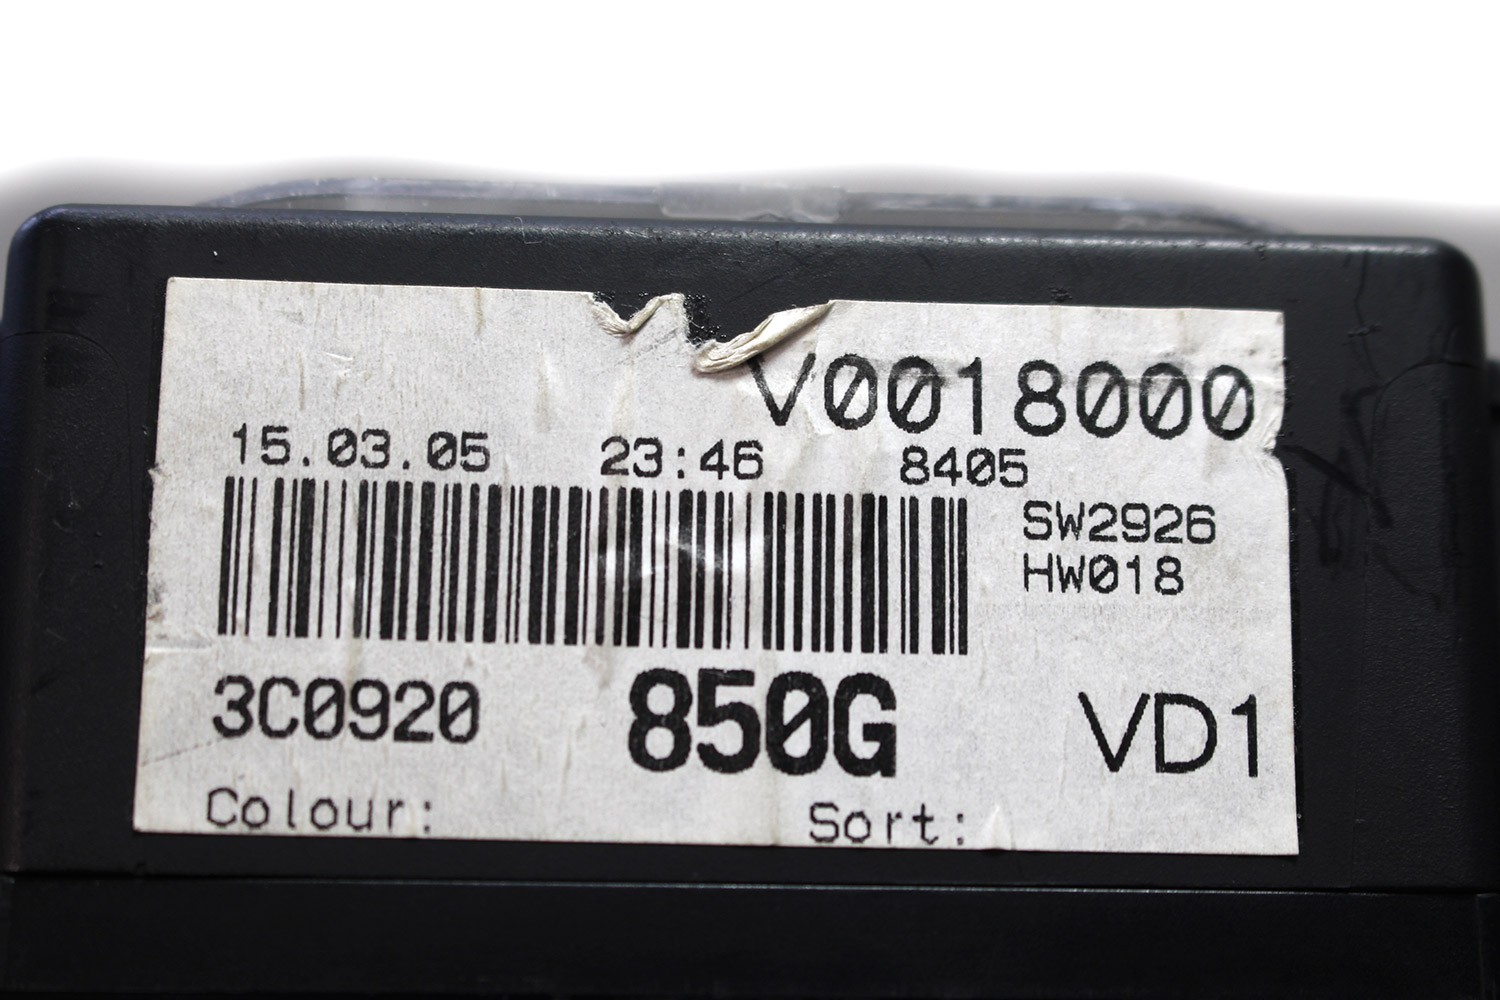 V0018000
15.03.05 23:46 8405
SW2926
HW018
3C0920 850G VD1
Colour: Sort: